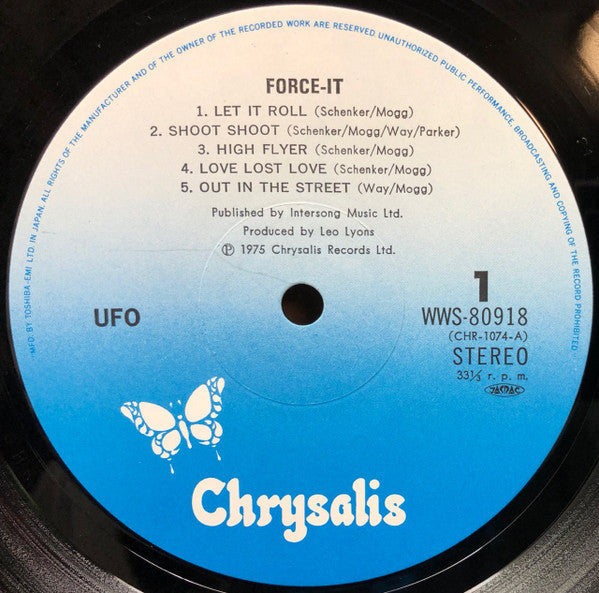 MFD. BY TOSHIBA-EMI LTD. IN JAPAN. ALL RIGHTS OF THE MANUFACTURER AND OF THE OWNER OF THE RECORDED WORK ARE RESERVED. UNAUTHORIZED PUBLIC PERFORMANCE, BROADCASTING AND COPYING OF THE RECORD PROHIBITED
FORCE-IT
1. LET IT ROLL (Schenker/Mogg)
2. SHOOT SHOOT (Schenker/Mogg/Way/Parker)
3. HIGH FLYER (Schenker/Mogg)
4. LOVE LOST LOVE (Schenker/Mogg)
5. OUT IN THE STREET (Way/Mogg)
Published by Intersong Music Ltd.
Produced by Leo Lyons
℗ 1975 Chrysalis Records Ltd.
UFO
1
WWS-80918
(CHR-1074-A)
STEREO
33⅓ r. p. m.
JASRAC
Chrysalis